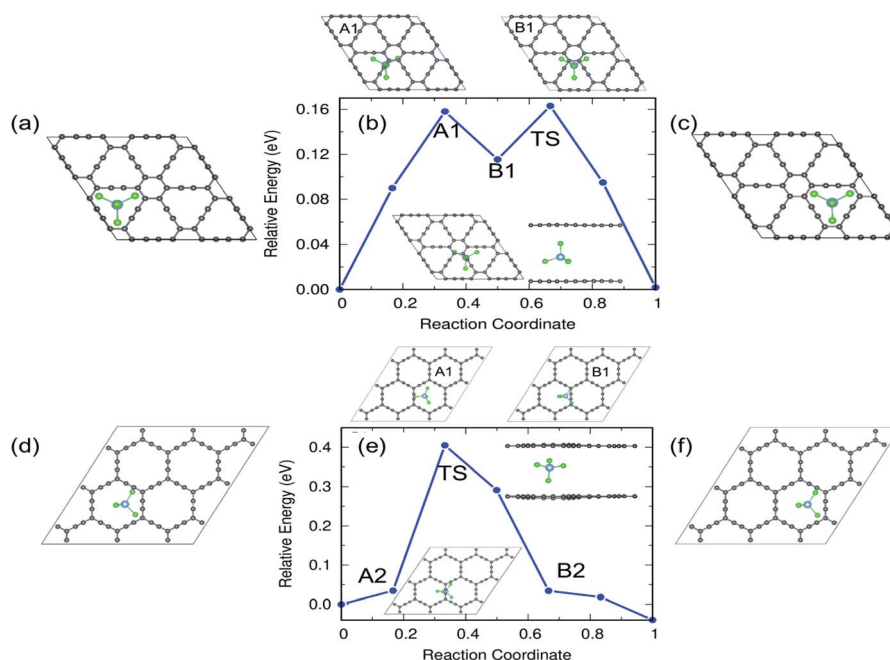 A1
B1
(a)
(b)
(c)
0.16
0.12
0.08
0.04
0.00
Relative Energy (eV)
A1
B1
TS
0 0.2 0.4 0.6 0.8 1
Reaction Coordinate
A1
B1
(d)
(e)
(f)
0.4
0.3
0.2
0.1
0.0
Relative Energy (eV)
TS
A2
B2
0 0.2 0.4 0.6 0.8 1
Reaction Coordinate